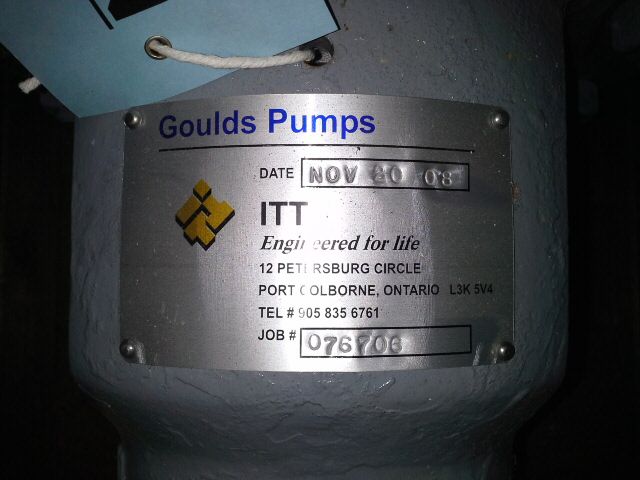 Goulds Pumps
DATE NOV 20 08
ITT
Engineered for life
12 PETERSBURG CIRCLE
PORT COLBORNE, ONTARIO L3K 5V4
TEL # 905 835 6761
JOB # 076706